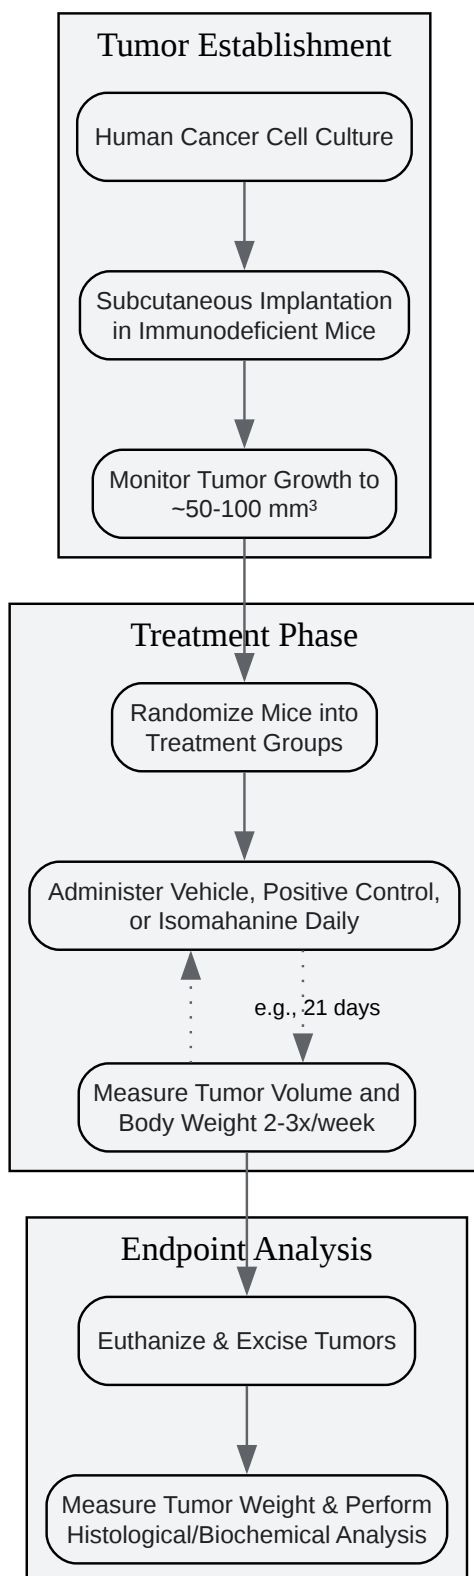 Tumor Establishment
Human Cancer Cell Culture
Subcutaneous Implantation
in Immunodeficient Mice
Monitor Tumor Growth to
~50-100 mm³
Treatment Phase
Randomize Mice into
Treatment Groups
Administer Vehicle, Positive Control,
or Isomahanine Daily
e.g., 21 days
Measure Tumor Volume and
Body Weight 2-3x/week
Endpoint Analysis
Euthanize & Excise Tumors
Measure Tumor Weight & Perform
Histological/Biochemical Analysis